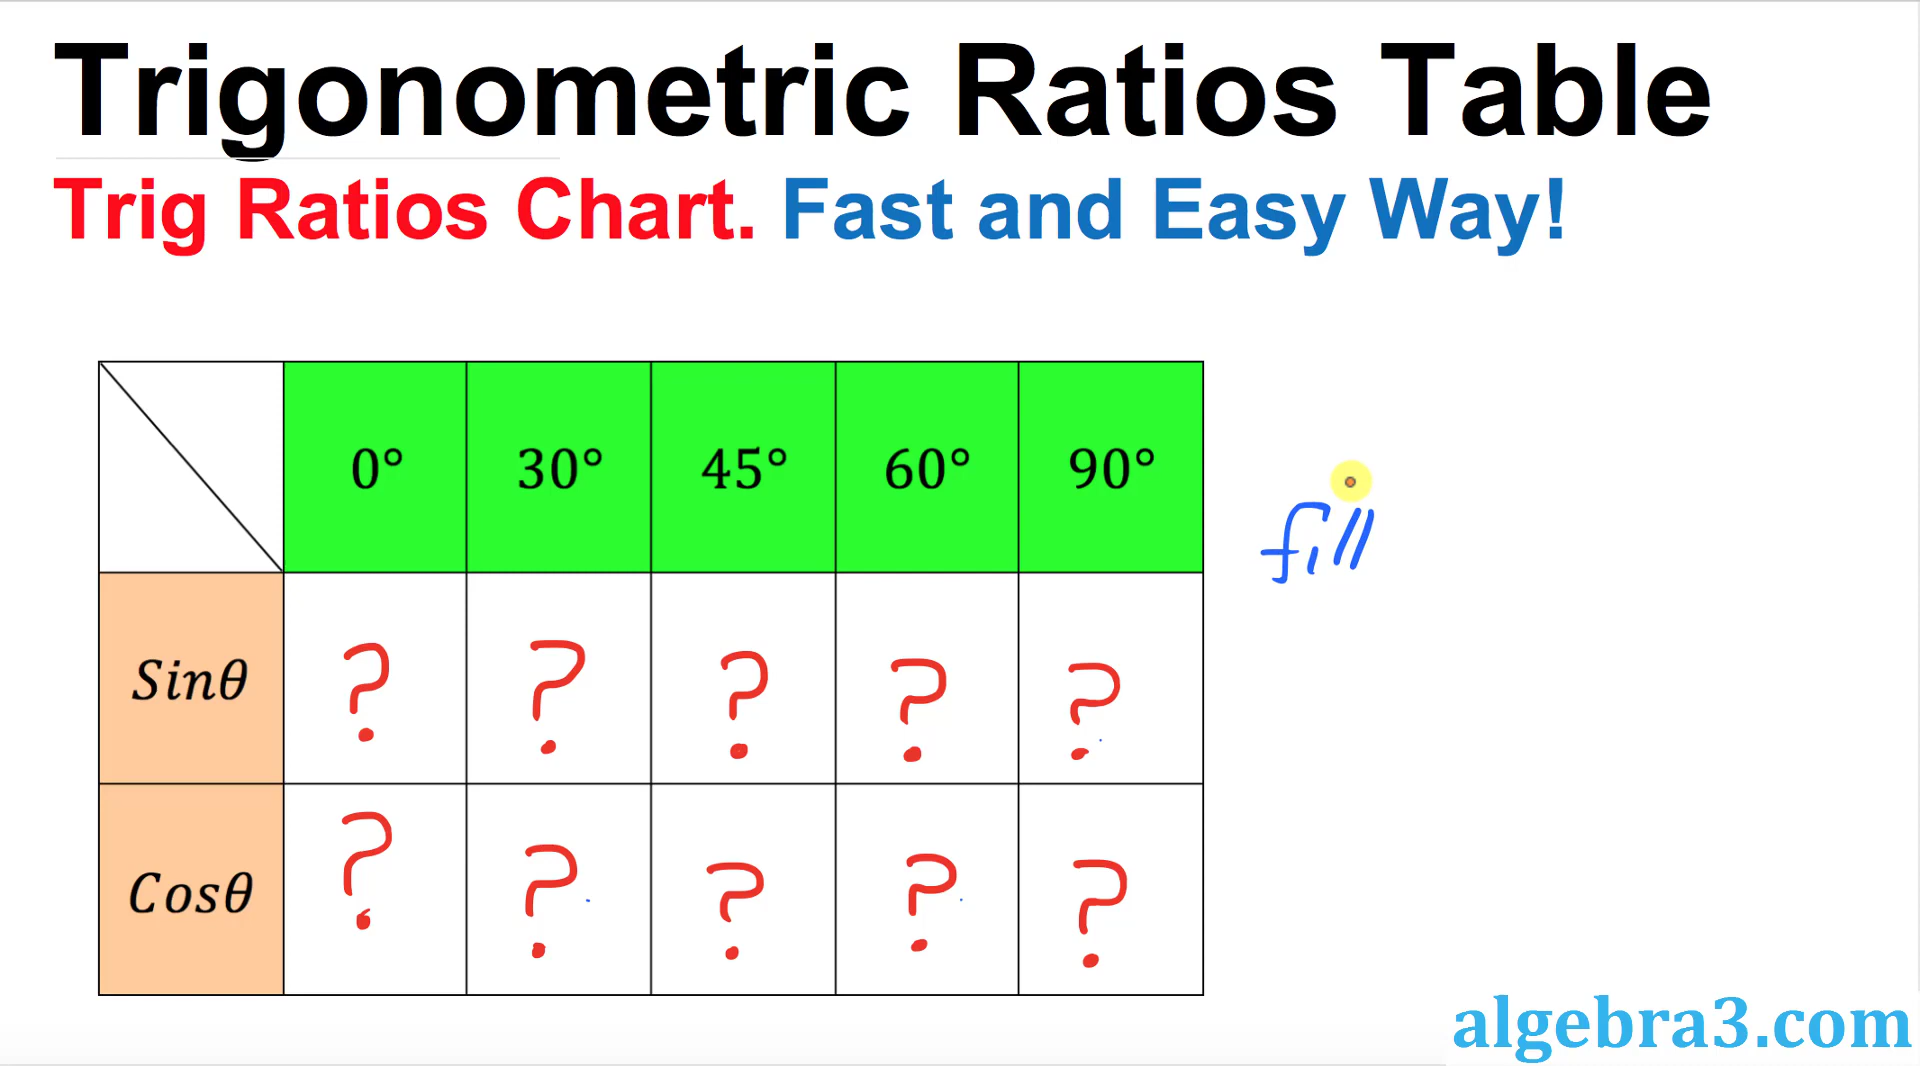 Trigonometric Ratios Table
Trig Ratios Chart. Fast and Easy Way!
0° 30° 45° 60° 90°
fill
Sinθ ? ? ? ? ?
Cosθ ? ? ? ? ?
algebra3.com